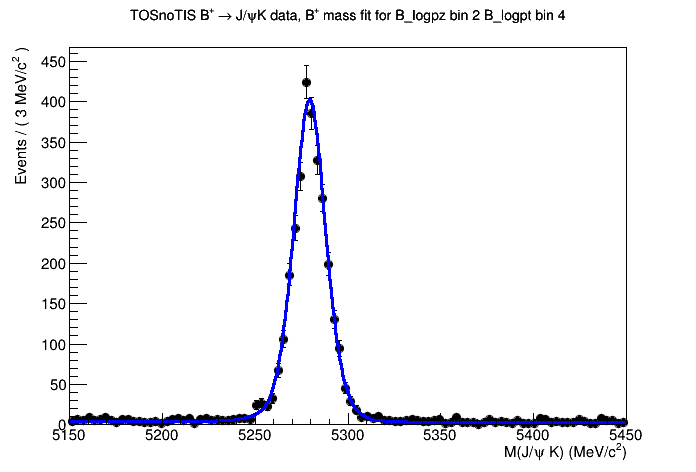 TOSnoTIS B⁺ → J/ψK data, B⁺ mass fit for B_logpz bin 2 B_logpt bin 4
Events / ( 3 MeV/c² )
450
400
350
300
250
200
150
100
50
0
5150 5200 5250 5300 5350 5400 5450
M(J/ψ K) (MeV/c²)